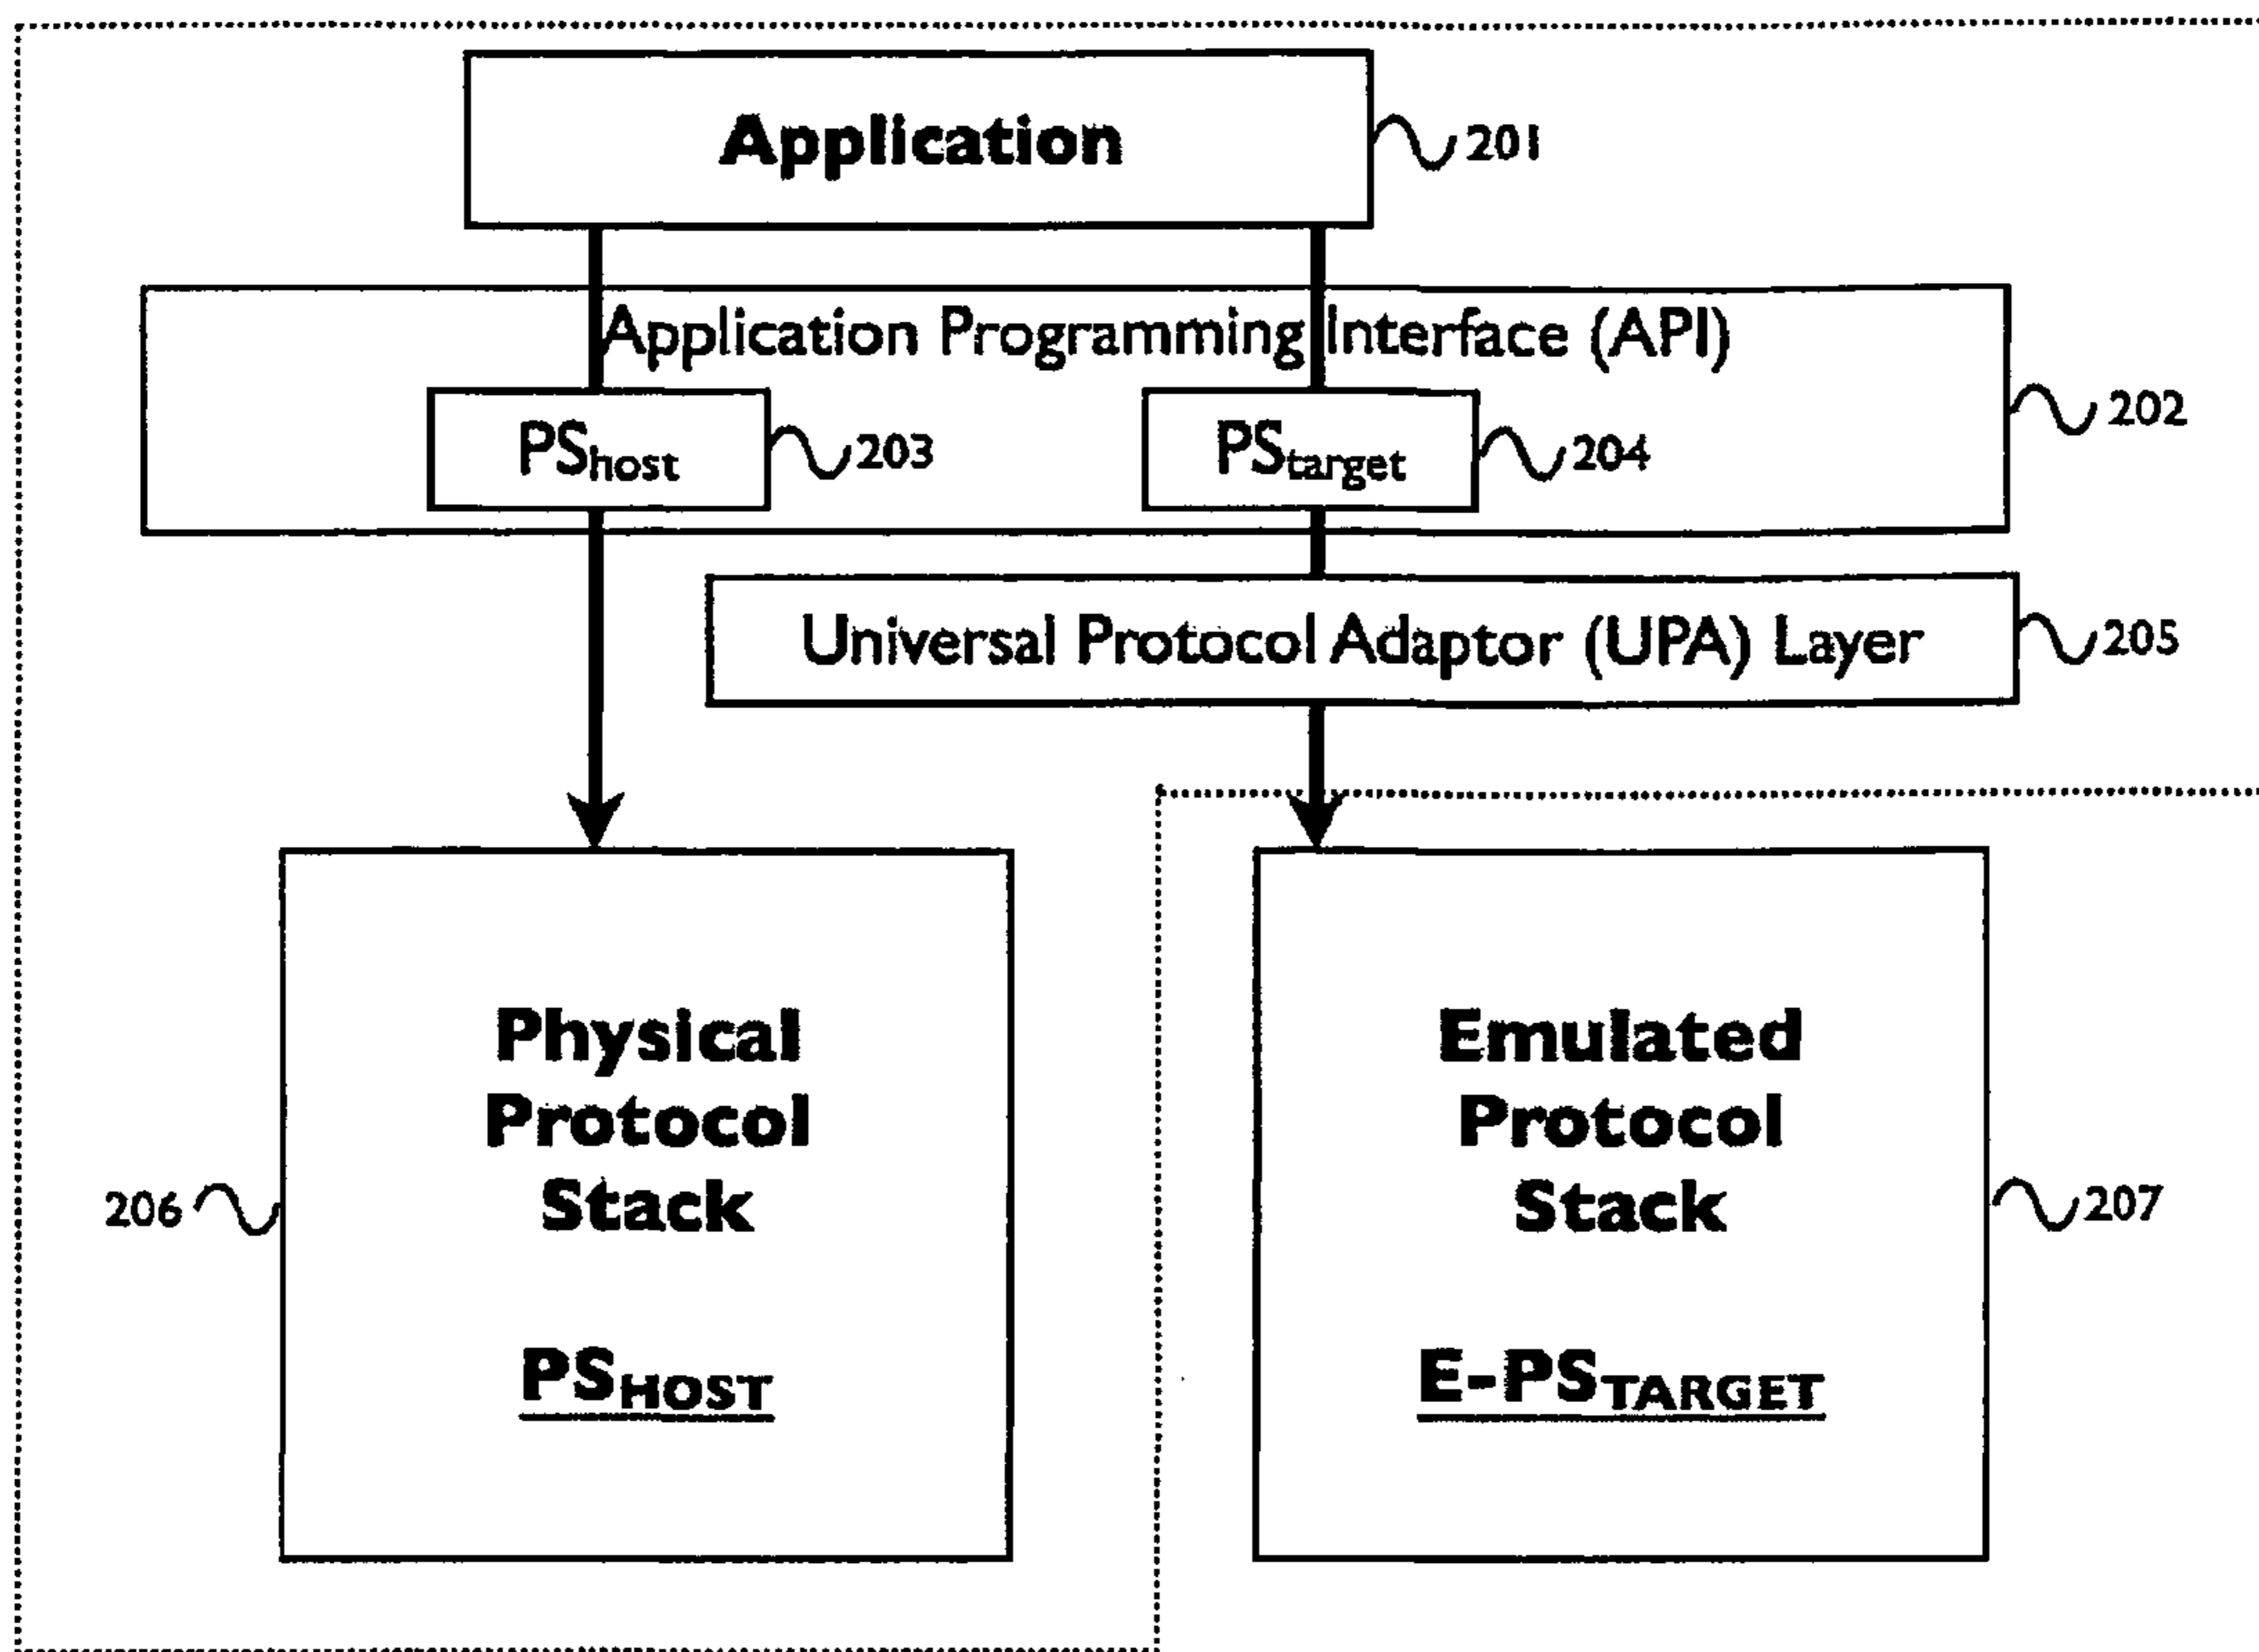 Application
201
Application Programming Interface (API)
202
PShost
203
PStarget
204
Universal Protocol Adaptor (UPA) Layer
205
Physical
Protocol
Stack
PSHOST
206
Emulated
Protocol
Stack
E-PSTARGET
207